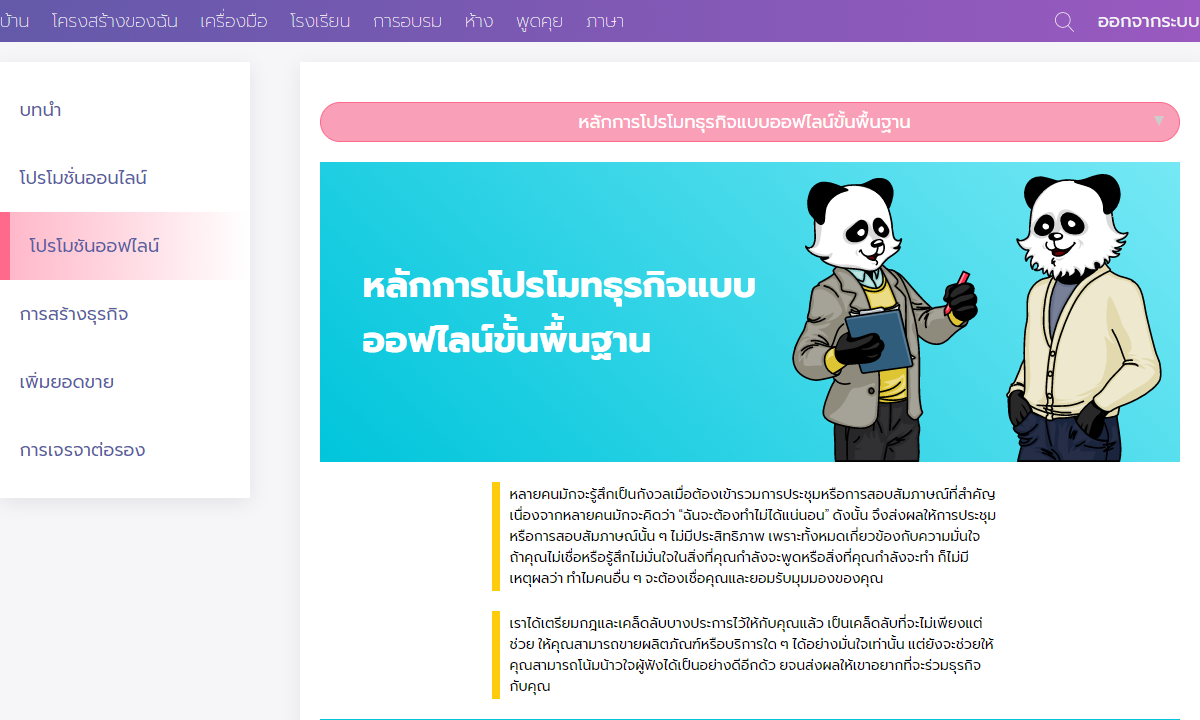 บ้าน โครงสร้างของฉัน เครื่องมือ โรงเรียน การอบรม ห้าง พูดคุย ภาษา ออกจากระบบ
บทนำ
โปรโมชั่นออนไลน์
โปรโมชันออฟไลน์
การสร้างธุรกิจ
เพิ่มยอดขาย
การเจรจาต่อรอง
หลักการโปรโมทธุรกิจแบบออฟไลน์ขั้นพื้นฐาน
หลักการโปรโมทธุรกิจแบบ
ออฟไลน์ขั้นพื้นฐาน
หลายคนมักจะรู้สึกเป็นกังวลเมื่อต้องเข้ารวมการประชุมหรือการสอบสัมภาษณ์ที่สำคัญ
เนื่องจากหลายคนมักจะคิดว่า “ฉันจะต้องทำไม่ได้แน่นอน” ดังนั้น จึงส่งผลให้การประชุม
หรือการสอบสัมภาษณ์นั้น ๆ ไม่มีประสิทธิภาพ เพราะทั้งหมดเกี่ยวข้องกับความมั่นใจ
ถ้าคุณไม่เชื่อหรือรู้สึกไม่มั่นใจในสิ่งที่คุณกำลังจะพูดหรือสิ่งที่คุณกำลังจะทำ ก็ไม่มี
เหตุผลว่า ทำไมคนอื่น ๆ จะต้องเชื่อคุณและยอมรับมุมมองของคุณ
เราได้เตรียมกฎและเคล็ดลับบางประการไว้ให้กับคุณแล้ว เป็นเคล็ดลับที่จะไม่เพียงแต่
ช่วย ให้คุณสามารถขายผลิตภัณฑ์หรือบริการใด ๆ ได้อย่างมั่นใจเท่านั้น แต่ยังจะช่วยให้
คุณสามารถโน้มน้าวใจผู้ฟังได้เป็นอย่างดีอีกด้ว ยจนส่งผลให้เขาอยากที่จะร่วมธุรกิจ
กับคุณ